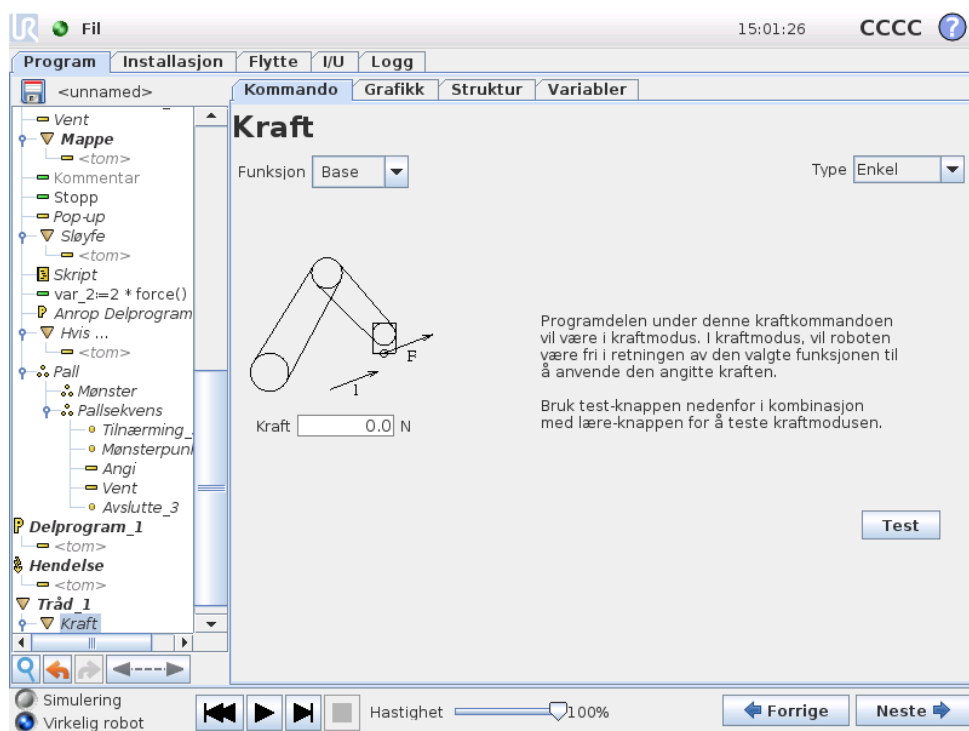 UR Fil 15:01:26 CCCC ?
Program Installasjon Flytte I/U Logg
<unnamed>
Kommando Grafikk Struktur Variabler
Vent
Mappe
<tom>
Kommentar
Stopp
Pop-up
Sløyfe
<tom>
Skript
var_2:=2 * force()
Anrop Delprogram
Hvis ...
<tom>
Pall
Mønster
Pallsekvens
Tilnærming_
Mønsterpun
Angi
Vent
Avslutte_3
P Delprogram_1
<tom>
Hendelse
<tom>
Tråd_1
Kraft
Kraft
Funksjon Base
Type Enkel
F
1
Kraft 0.0 N
Programdelen under denne kraftkommandoen
vil være i kraftmodus. I kraftmodus, vil roboten
være fri i retningen av den valgte funksjonen til
å anvende den angitte kraften.
Bruk test-knappen nedenfor i kombinasjon
med lære-knappen for å teste kraftmodusen.
Test
Simulering
Virkelig robot
Hastighet 100%
Forrige Neste